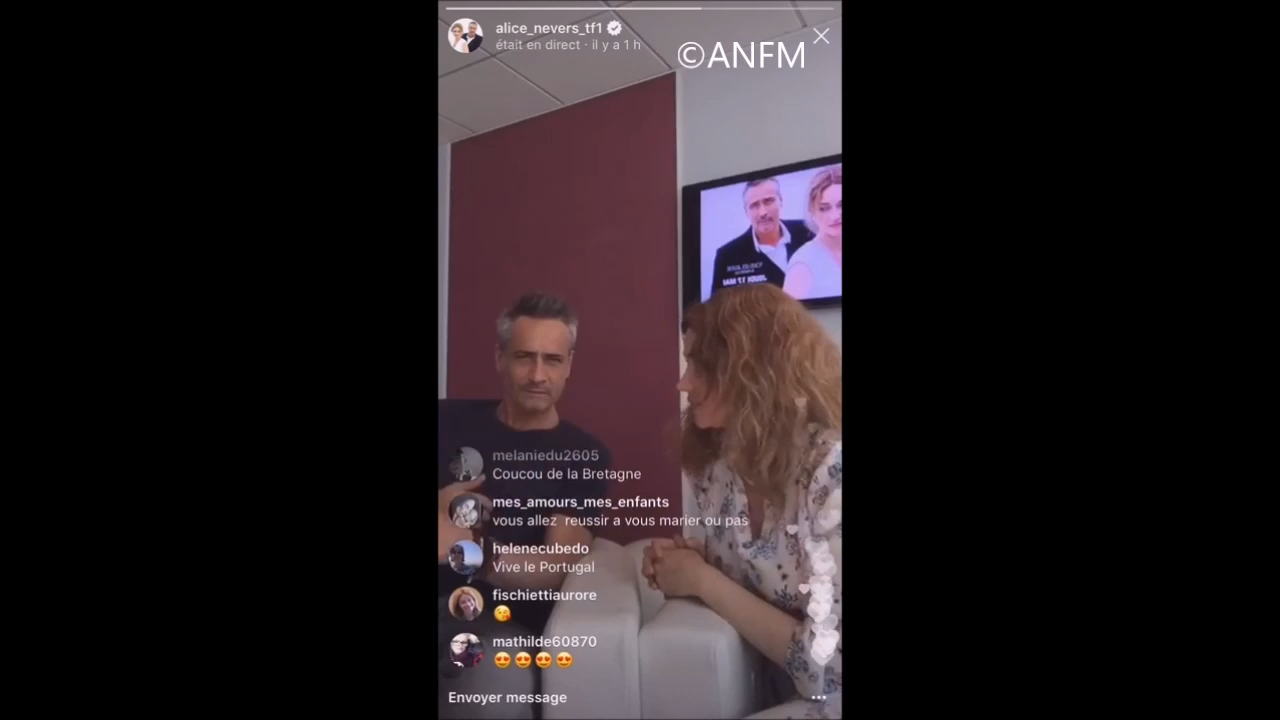 alice_nevers_tf1
était en direct · il y a 1 h
©ANFM
melaniedu2605
Coucou de la Bretagne
mes_amours_mes_enfants
vous allez reussir a vous marier ou pas
helenecubedo
Vive le Portugal
fischiettiaurore
😘
mathilde60870
😍😍😍😍
Envoyer message